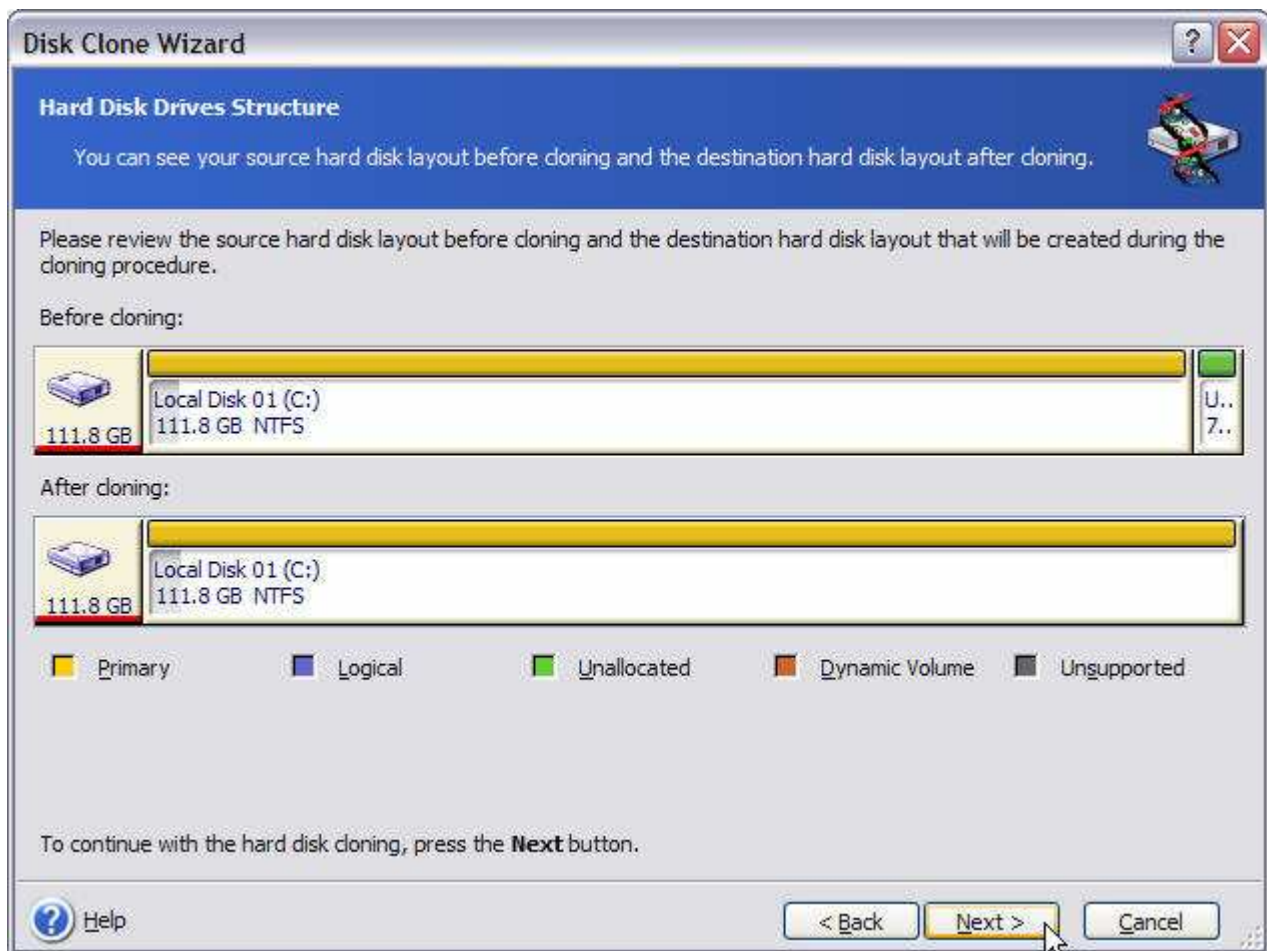 Disk Clone Wizard
Hard Disk Drives Structure
You can see your source hard disk layout before cloning and the destination hard disk layout after cloning.
Please review the source hard disk layout before cloning and the destination hard disk layout that will be created during the
cloning procedure.
Before cloning:
111.8 GB
Local Disk 01 (C:)
111.8 GB NTFS
U..
7..
After cloning:
111.8 GB
Local Disk 01 (C:)
111.8 GB NTFS
Primary
Logical
Unallocated
Dynamic Volume
Unsupported
To continue with the hard disk cloning, press the Next button.
? Help
< Back
Next >
Cancel